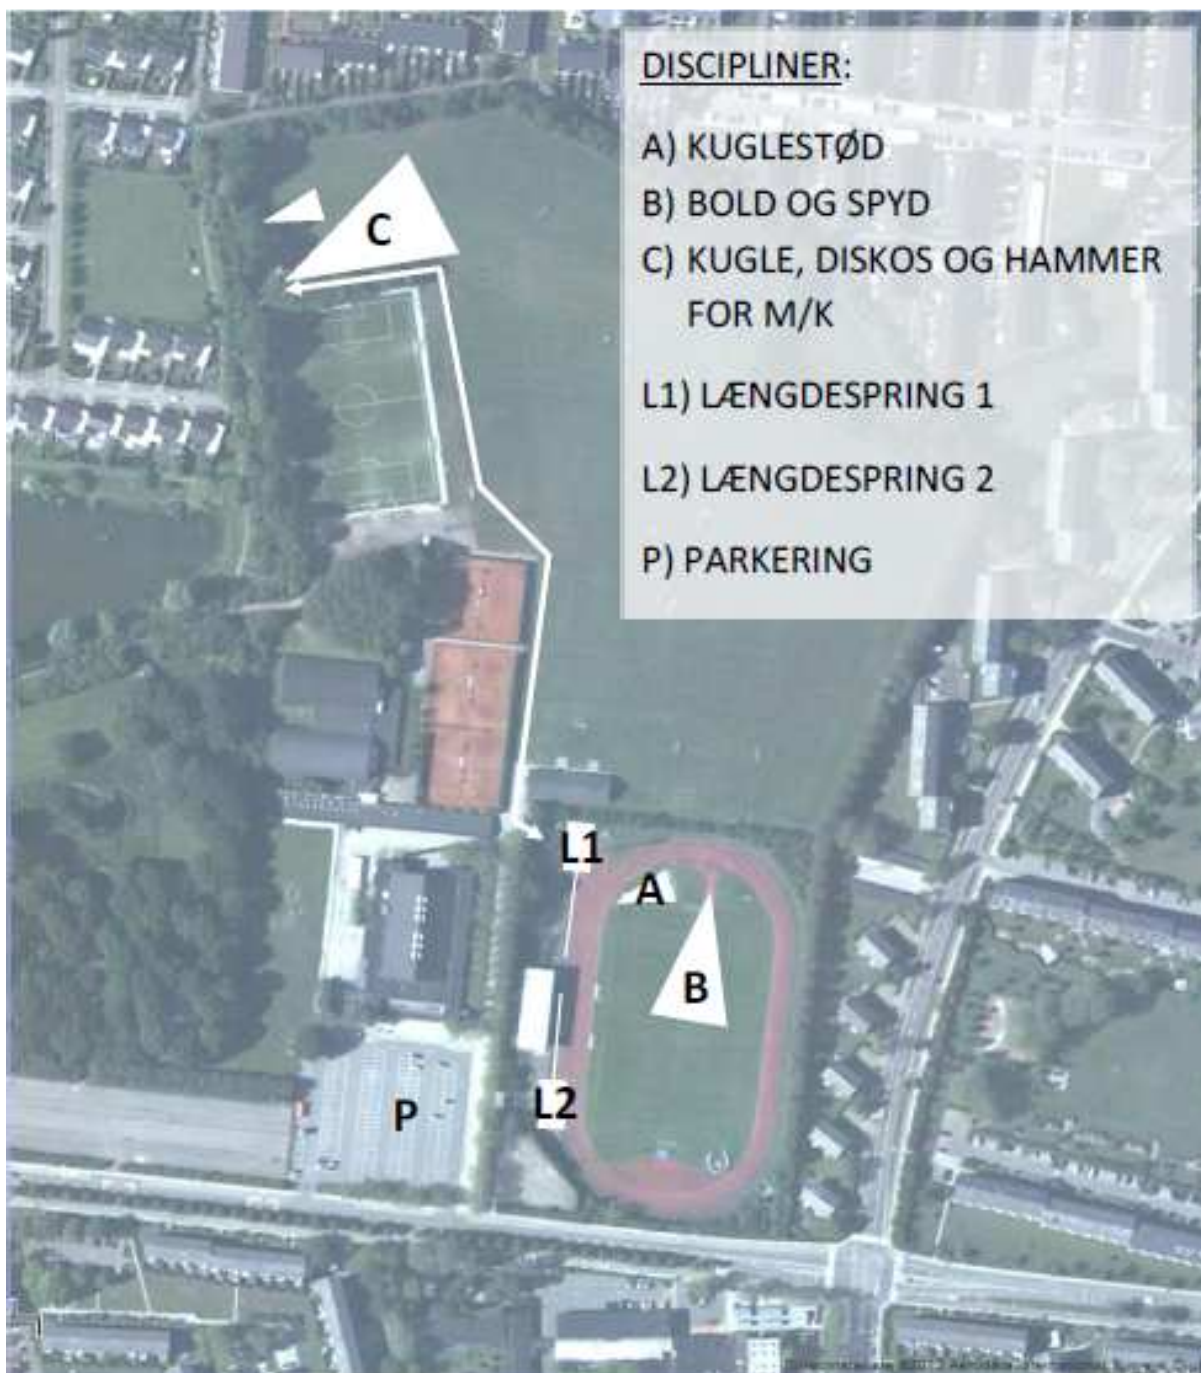 DISCIPLINER:
A) KUGLESTØD
B) BOLD OG SPYD
C) KUGLE, DISKOS OG HAMMER
FOR M/K
L1) LÆNGDESPRING 1
L2) LÆNGDESPRING 2
P) PARKERING
C
L1
A
B
L2
P